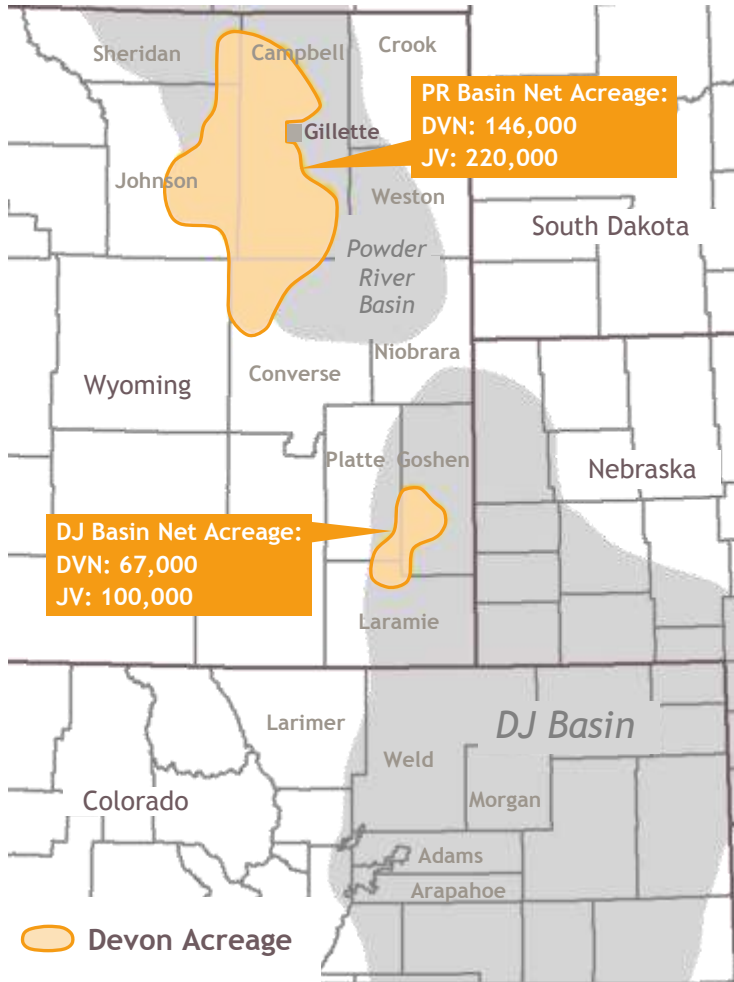 Sheridan
Campbell
Crook
PR Basin Net Acreage:
DVN: 146,000
JV: 220,000
Gillette
Johnson
Weston
South Dakota
Powder
River
Basin
Niobrara
Converse
Wyoming
Platte
Goshen
Nebraska
DJ Basin Net Acreage:
DVN: 67,000
JV: 100,000
Laramie
Larimer
DJ Basin
Weld
Morgan
Colorado
Adams
Arapahoe
Devon Acreage